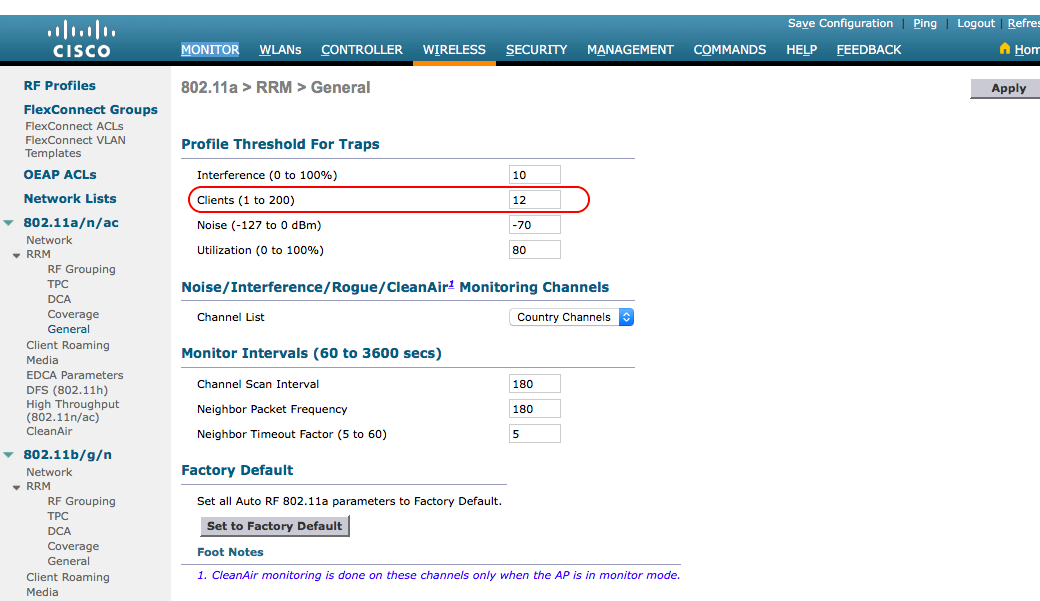 Save Configuration | Ping | Logout | Refres
CISCO
MONITOR WLANs CONTROLLER WIRELESS SECURITY MANAGEMENT COMMANDS HELP FEEDBACK Hom
RF Profiles
FlexConnect Groups
FlexConnect ACLs
FlexConnect VLAN
Templates
OEAP ACLs
Network Lists
802.11a/n/ac
Network
RRM
RF Grouping
TPC
DCA
Coverage
General
Client Roaming
Media
EDCA Parameters
DFS (802.11h)
High Throughput
(802.11n/ac)
CleanAir
802.11b/g/n
Network
RRM
RF Grouping
TPC
DCA
Coverage
General
Client Roaming
Media
802.11a > RRM > General
Apply
Profile Threshold For Traps
Interference (0 to 100%) 10
Clients (1 to 200) 12
Noise (-127 to 0 dBm) -70
Utilization (0 to 100%) 80
Noise/Interference/Rogue/CleanAir1 Monitoring Channels
Channel List Country Channels
Monitor Intervals (60 to 3600 secs)
Channel Scan Interval 180
Neighbor Packet Frequency 180
Neighbor Timeout Factor (5 to 60) 5
Factory Default
Set all Auto RF 802.11a parameters to Factory Default.
Set to Factory Default
Foot Notes
1. CleanAir monitoring is done on these channels only when the AP is in monitor mode.